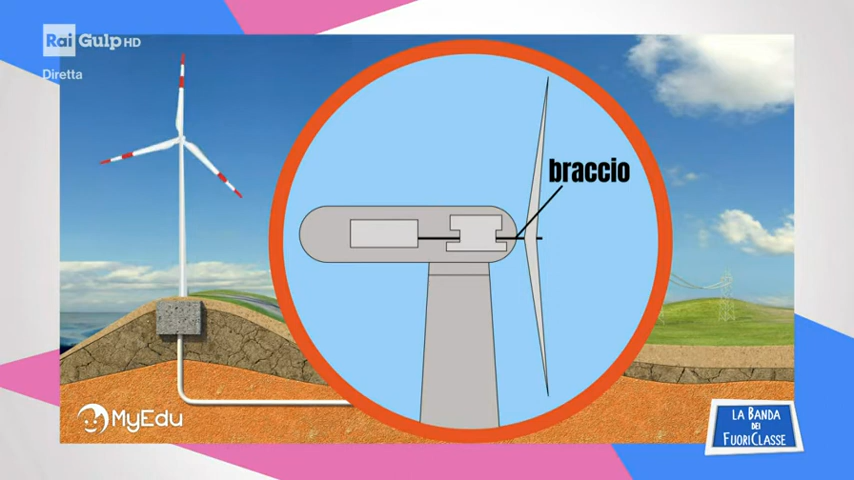 Rai Gulp HD
Diretta
braccio
MyEdu
LA BANDA
DEI
FUORICLASSE